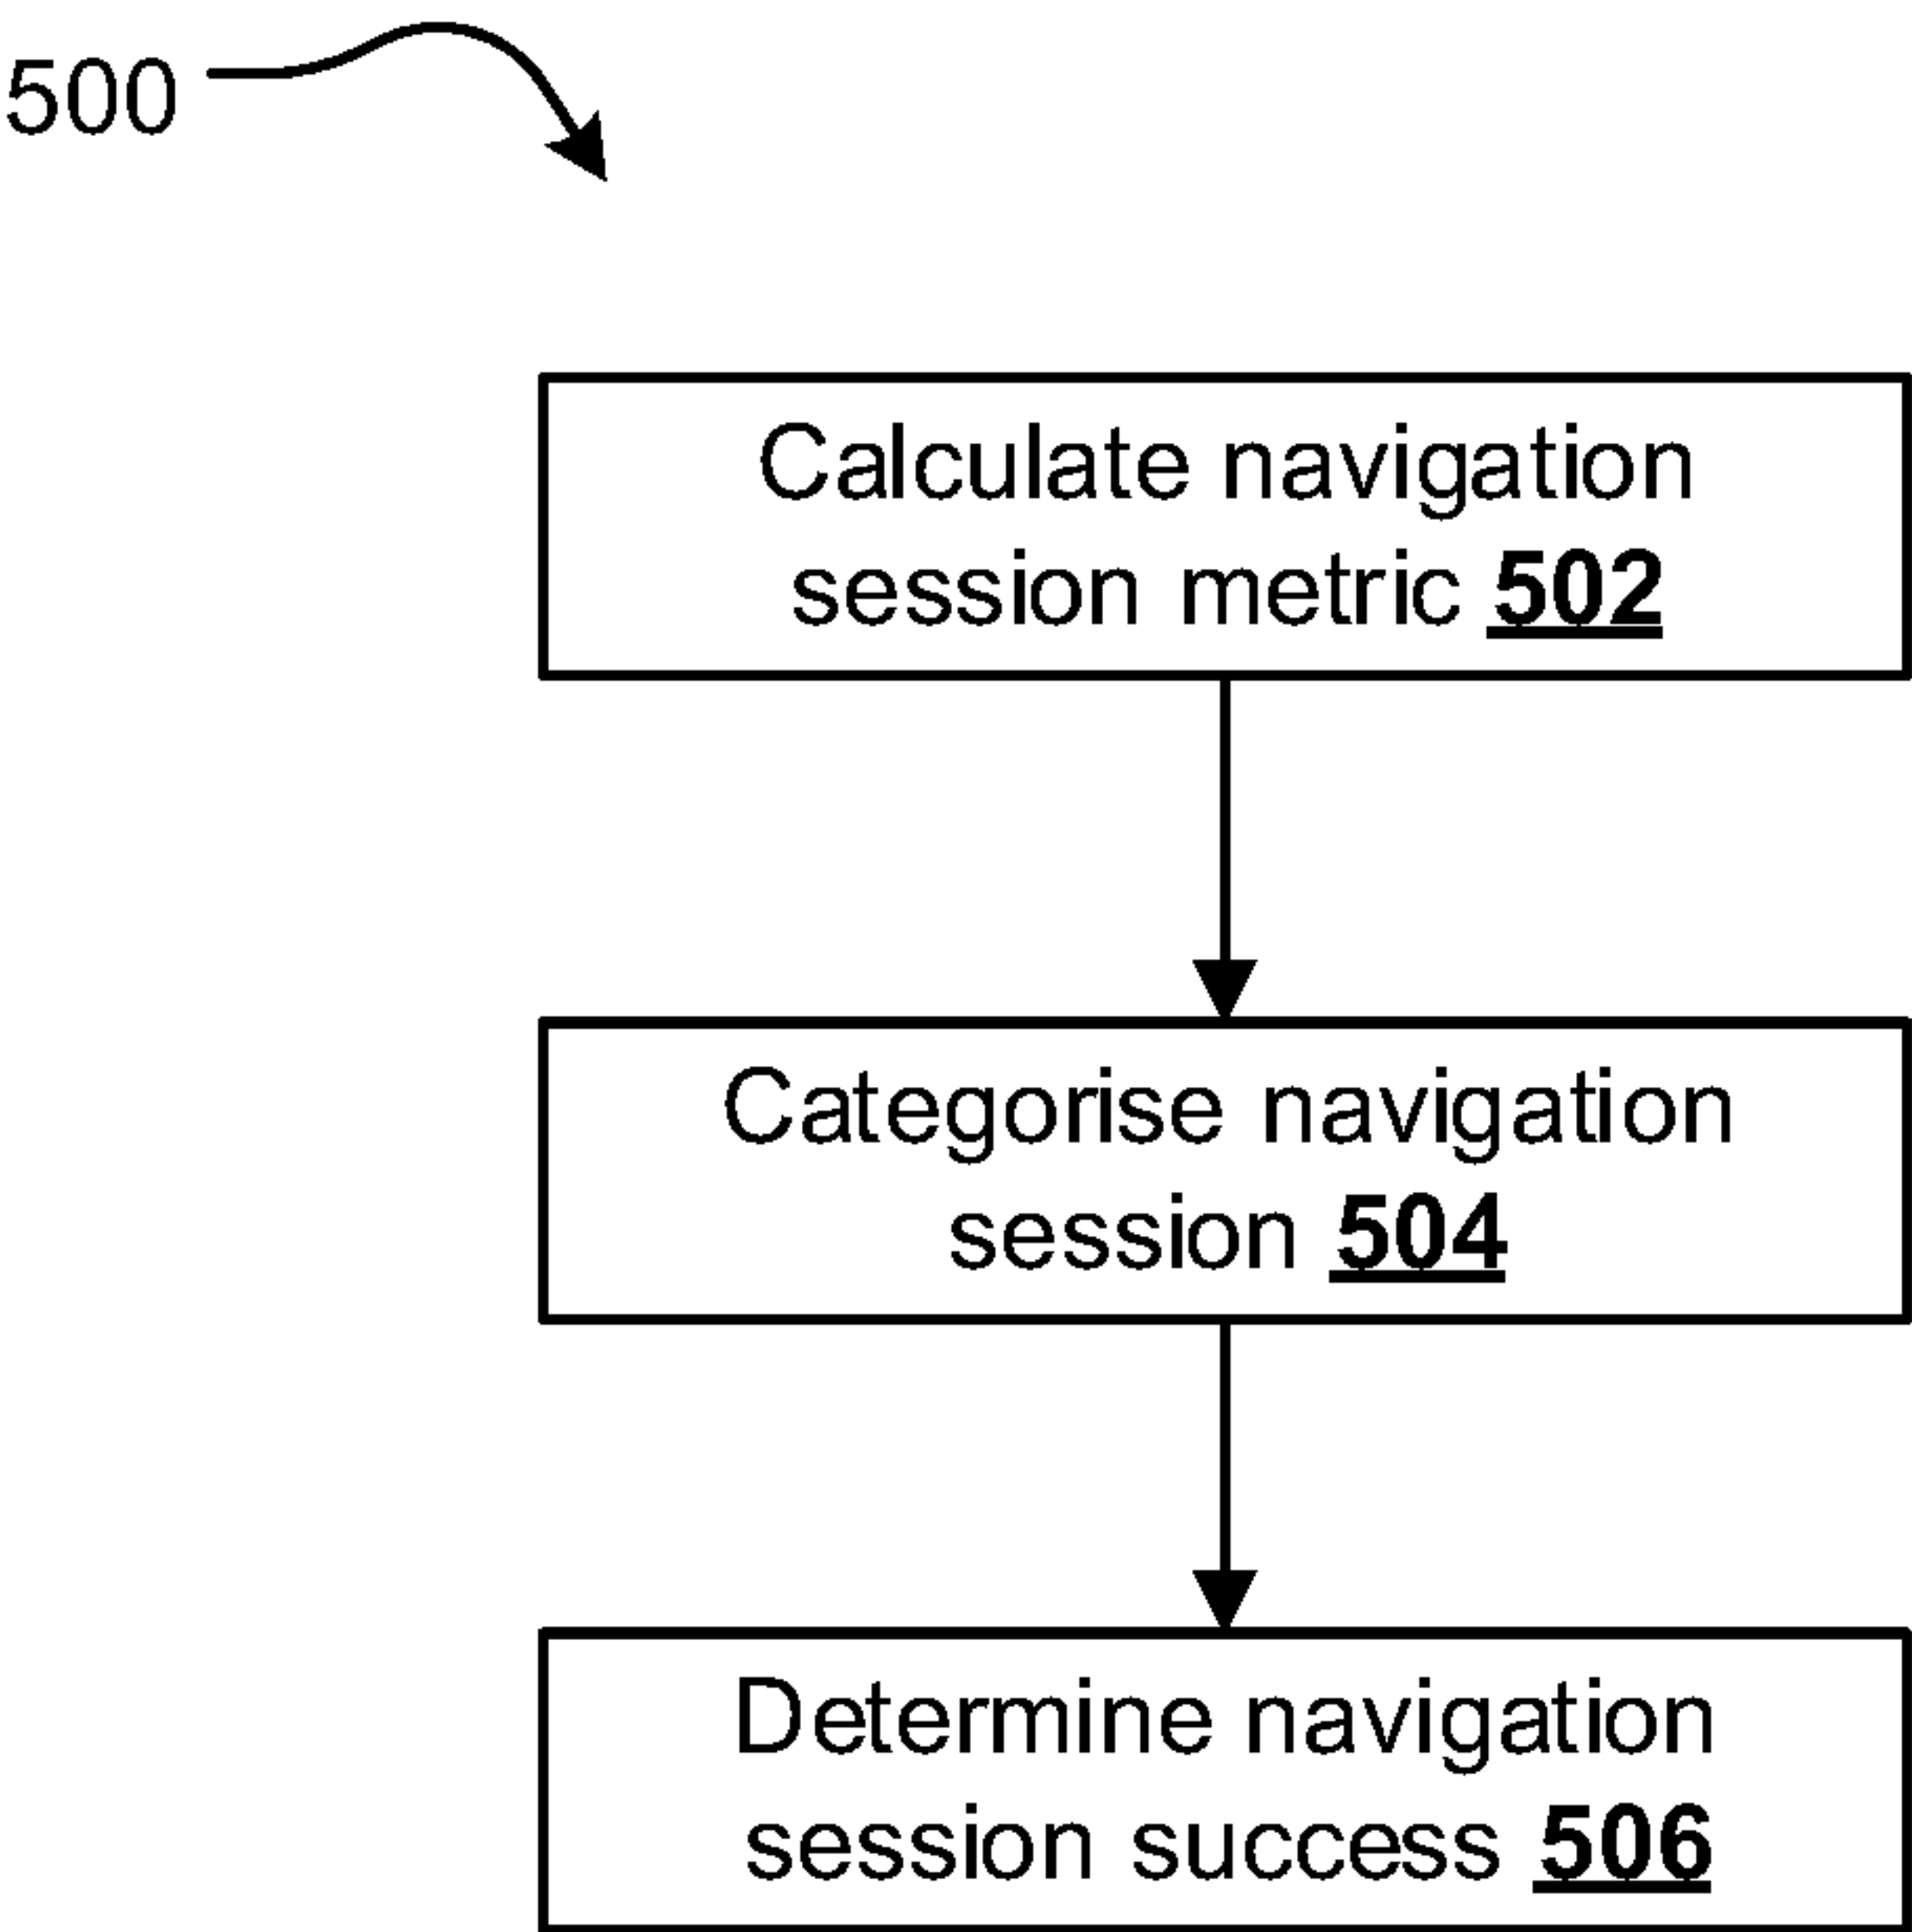 500
Calculate navigation
session metric 502
Categorise navigation
session 504
Determine navigation
session success 506